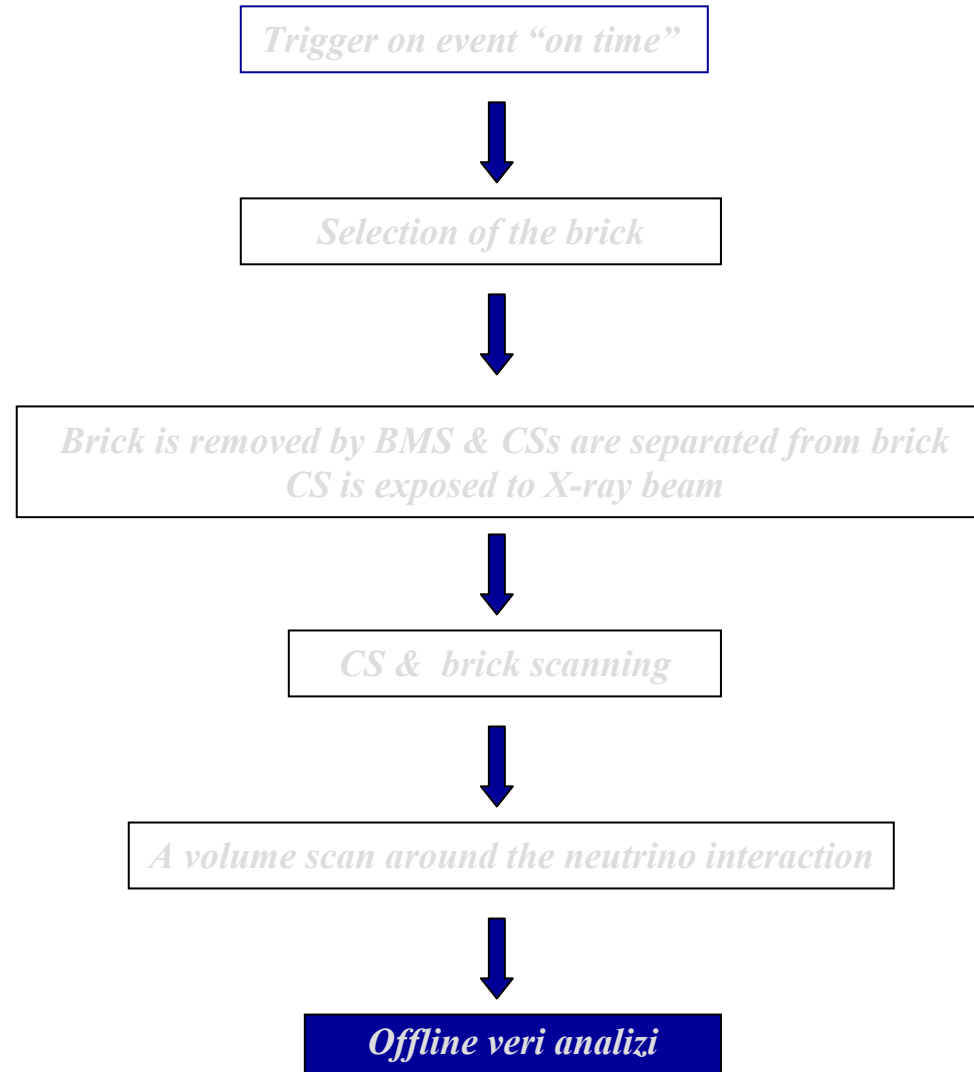 Trigger on event “on time”
Selection of the brick
Brick is removed by BMS & CSs are separated from brick
CS is exposed to X-ray beam
CS & brick scanning
A volume scan around the neutrino interaction
Offline veri analizi